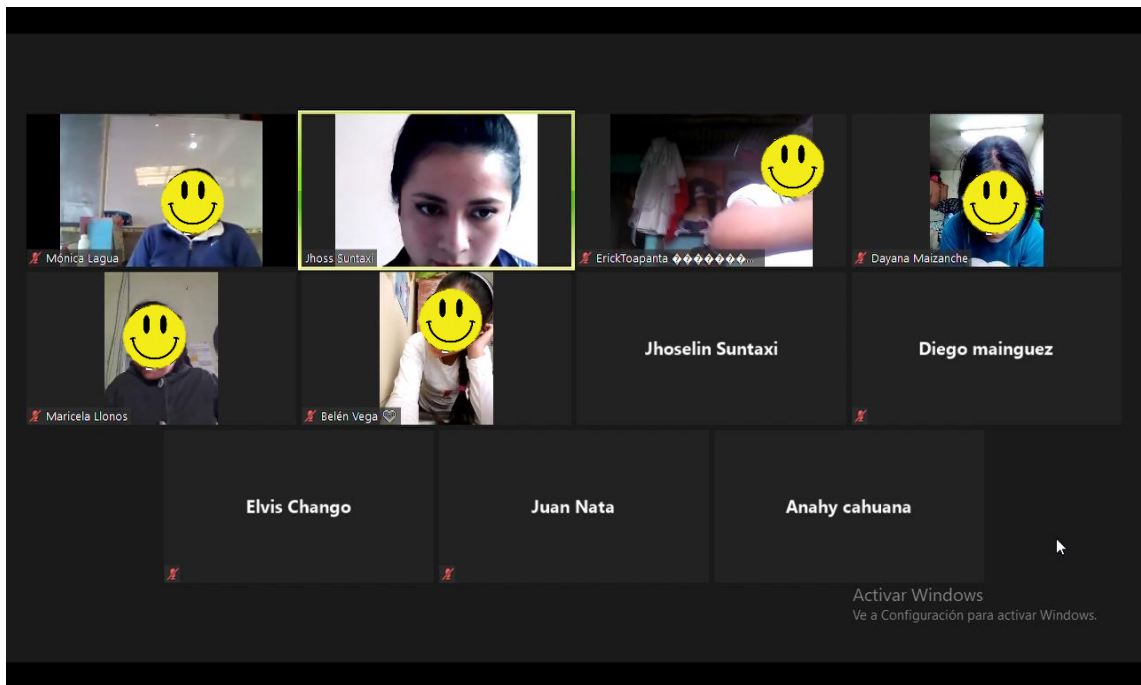 Mónica Lagua
Jhoss Suntaxi
ErickToapanta �������...
Dayana Maizanche
Maricela Llonos
Belén Vega 🤍
Jhoselin Suntaxi
Diego mainguez
Elvis Chango
Juan Nata
Anahy cahuana
Activar Windows
Ve a Configuración para activar Windows.